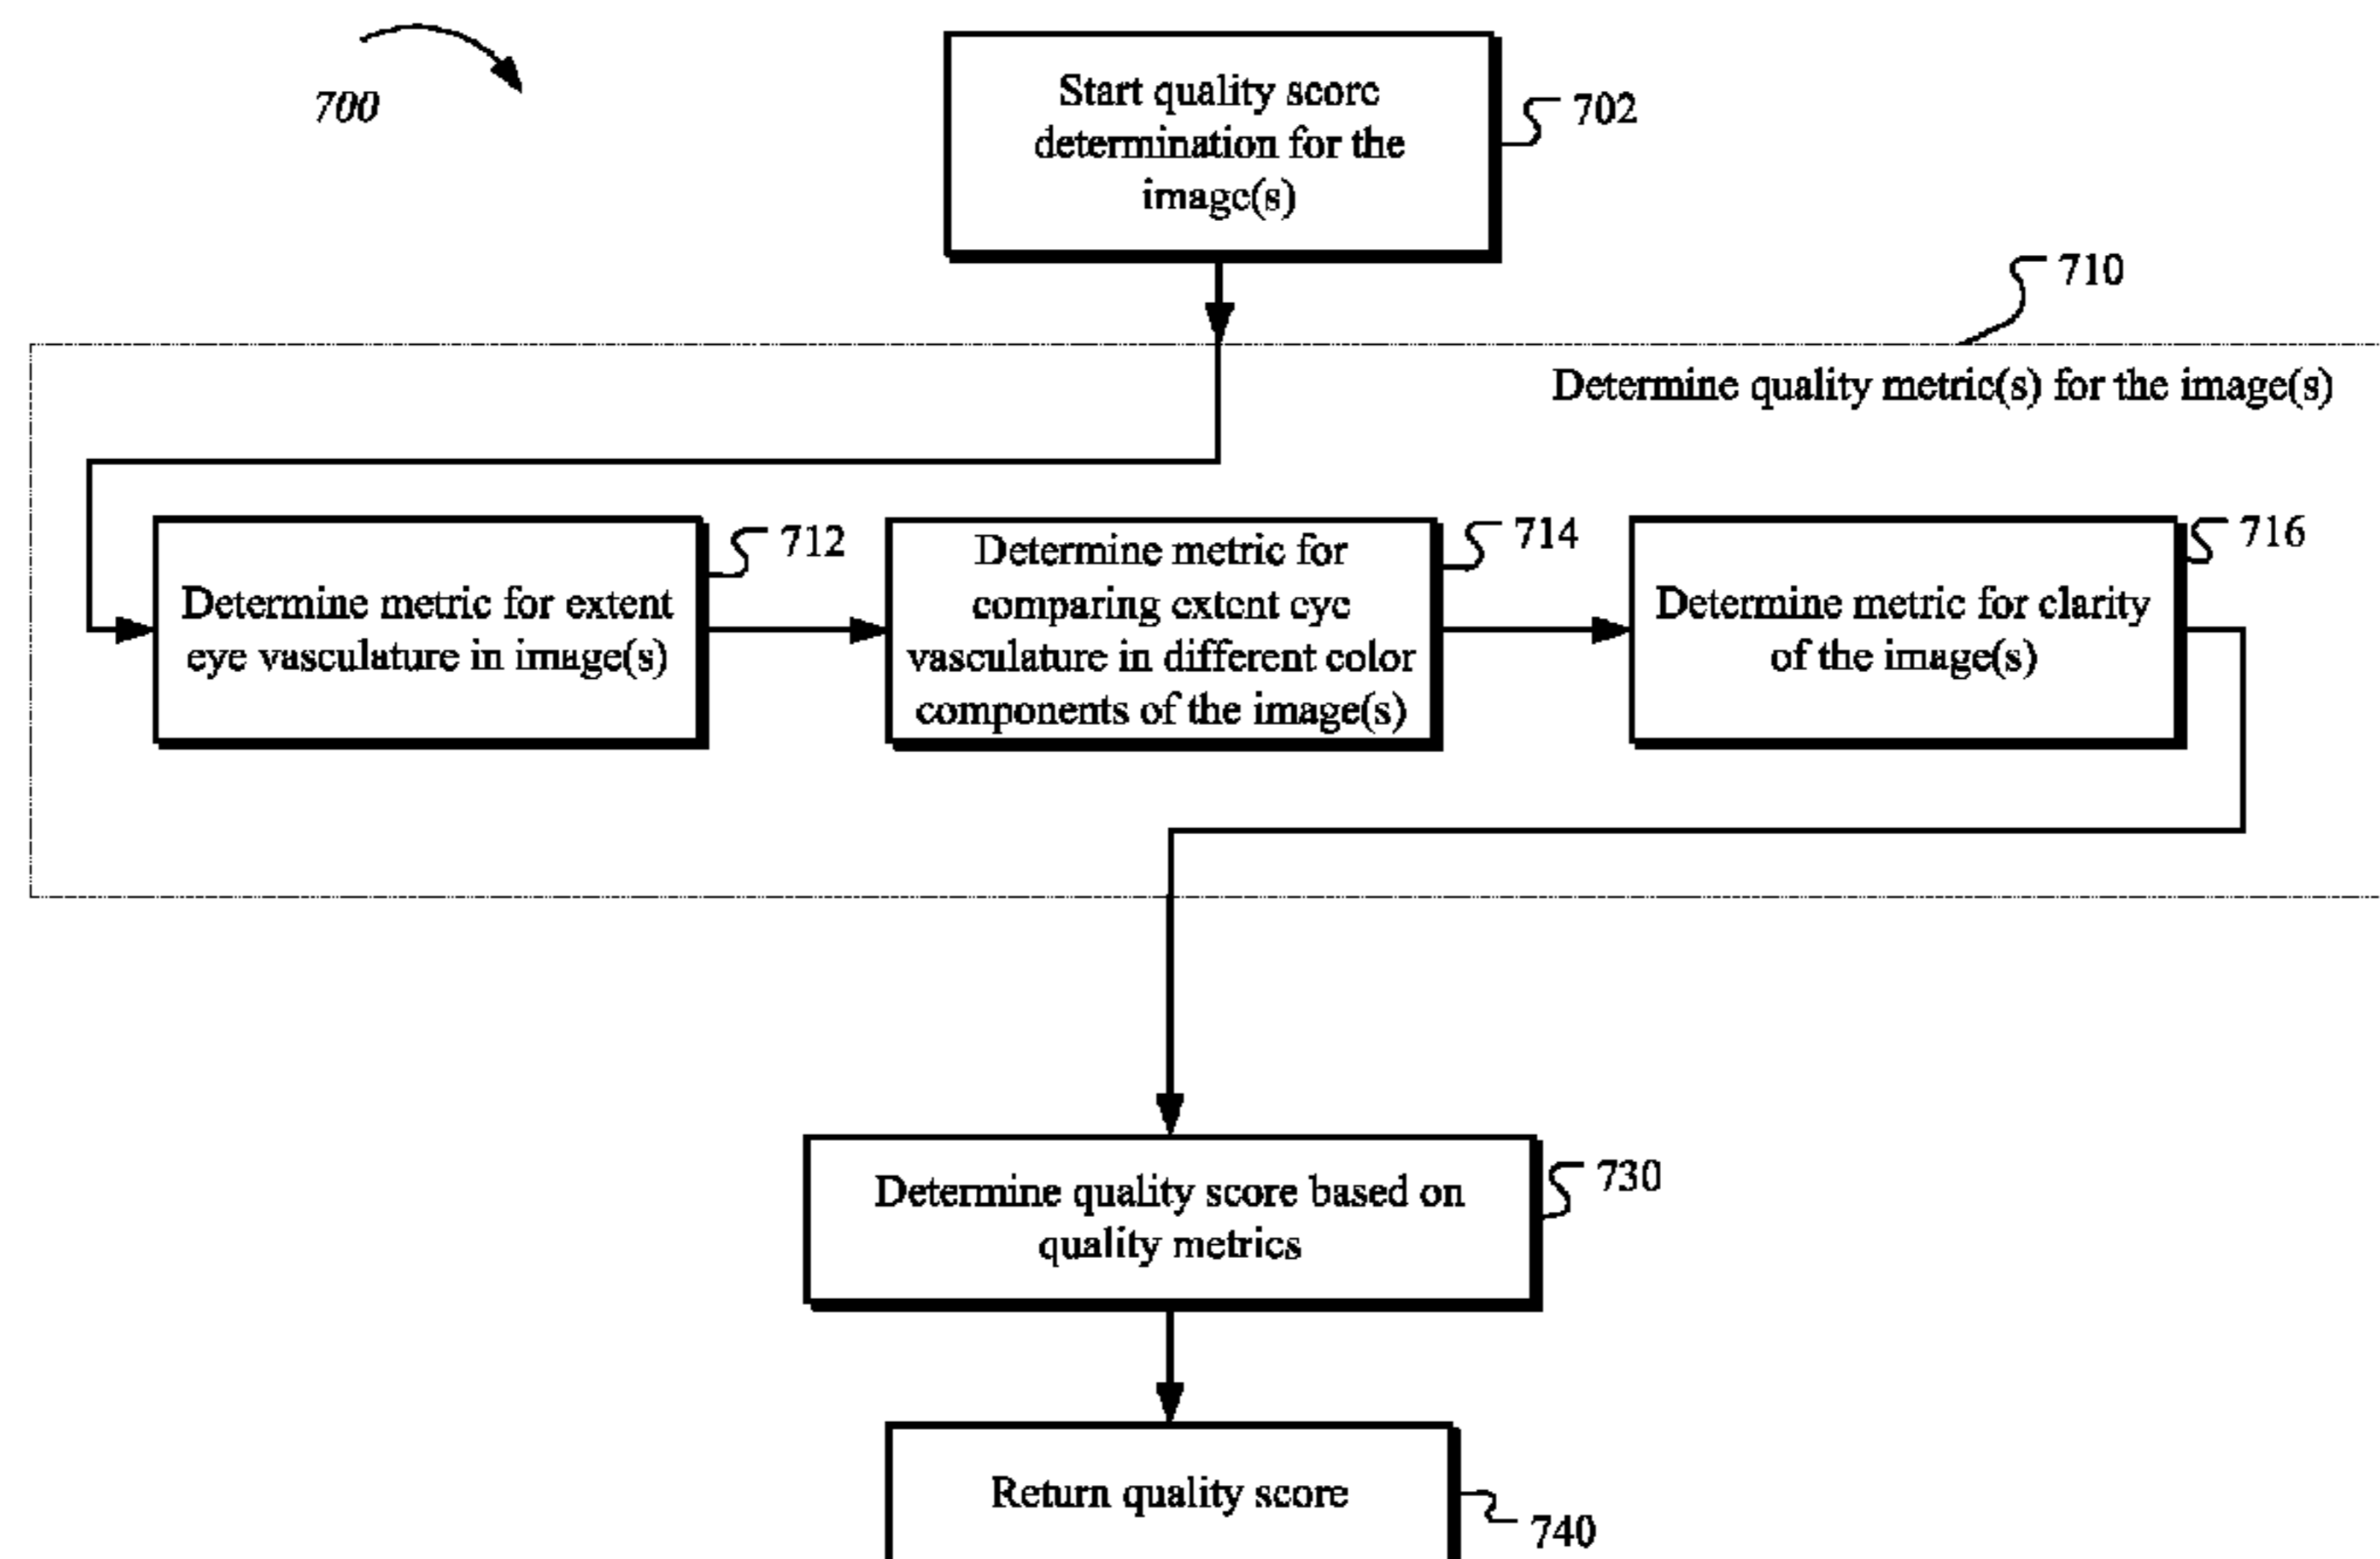 700
Start quality score
determination for the
image(s)
702
710
Determine quality metric(s) for the image(s)
Determine metric for extent
eye vasculature in image(s)
712
Determine metric for
comparing extent eye
vasculature in different color
components of the image(s)
714
Determine metric for clarity
of the image(s)
716
Determine quality score based on
quality metrics
730
Return quality score
740